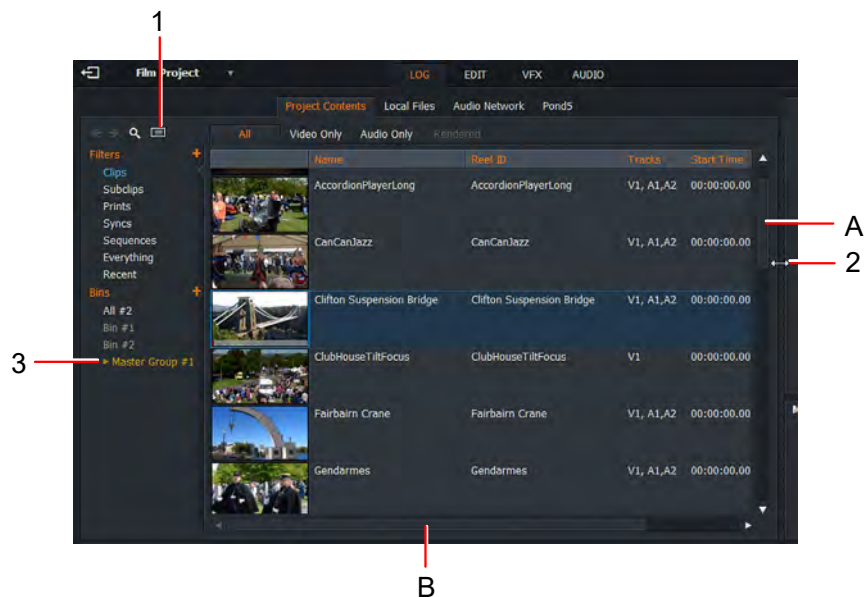 1
Film Project
LOG EDIT VFX AUDIO
Project Contents Local Files Audio Network Pond5
All Video Only Audio Only Rendered
Filters +
Clips
Subclips
Prints
Syncs
Sequences
Everything
Recent
Bins +
All #2
Bin #1
Bin #2
Master Group #1
Name Reel ID Tracks Start Time
AccordionPlayerLong AccordionPlayerLong V1, A1,A2 00:00:00.00
CanCanJazz CanCanJazz V1, A1,A2 00:00:00.00
Clifton Suspension Bridge Clifton Suspension Bridge V1, A1,A2 00:00:00.00
ClubHouseTiltFocus ClubHouseTiltFocus V1 00:00:00.00
Fairbairn Crane Fairbairn Crane V1, A1,A2 00:00:00.00
Gendarmes Gendarmes V1, A1,A2 00:00:00.00
A
2
3
B